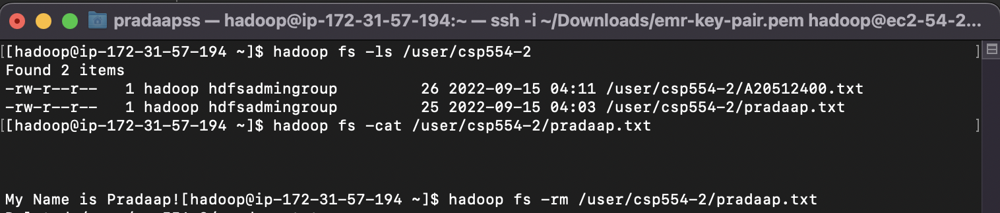 pradaapss — hadoop@ip-172-31-57-194:~ — ssh -i ~/Downloads/emr-key-pair.pem hadoop@ec2-54-2...
[[hadoop@ip-172-31-57-194 ~]$ hadoop fs -ls /user/csp554-2 ]
Found 2 items
-rw-r--r--   1 hadoop hdfsadmingroup         26 2022-09-15 04:11 /user/csp554-2/A20512400.txt
-rw-r--r--   1 hadoop hdfsadmingroup         25 2022-09-15 04:03 /user/csp554-2/pradaap.txt
[[hadoop@ip-172-31-57-194 ~]$ hadoop fs -cat /user/csp554-2/pradaap.txt ]
My Name is Pradaap![hadoop@ip-172-31-57-194 ~]$ hadoop fs -rm /user/csp554-2/pradaap.txt